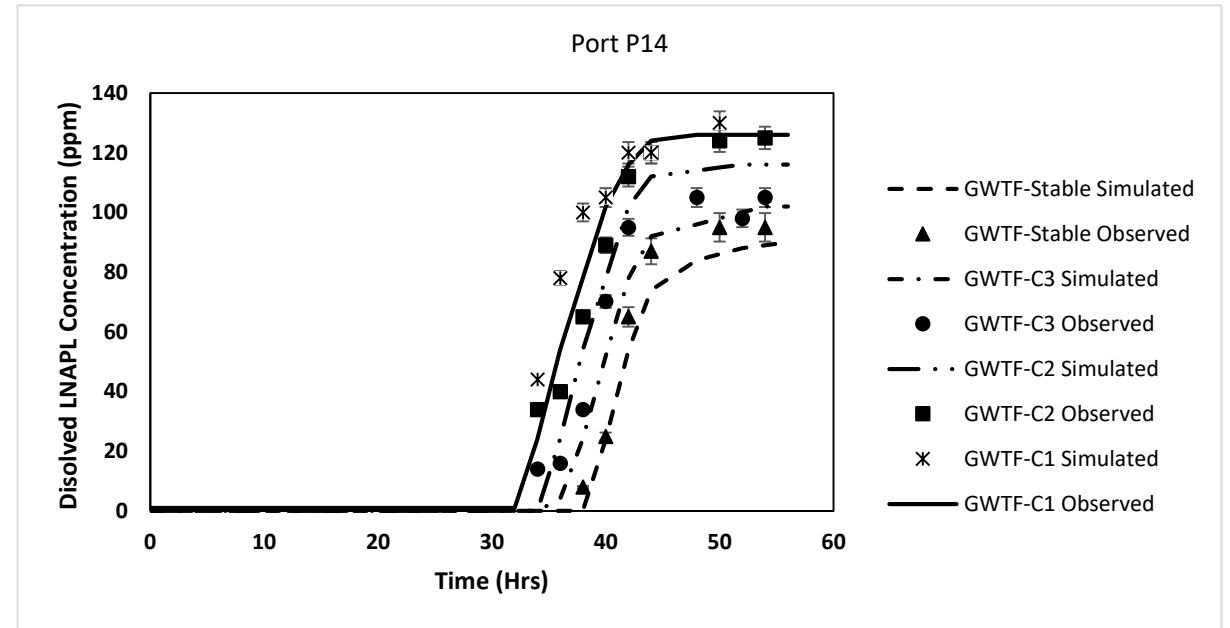 Port P14
Disolved LNAPL Concentration (ppm)
140
120
100
80
60
40
20
0
0 10 20 30 40 50 60
Time (Hrs)
GWTF-Stable Simulated
GWTF-Stable Observed
GWTF-C3 Simulated
GWTF-C3 Observed
GWTF-C2 Simulated
GWTF-C2 Observed
GWTF-C1 Simulated
GWTF-C1 Observed